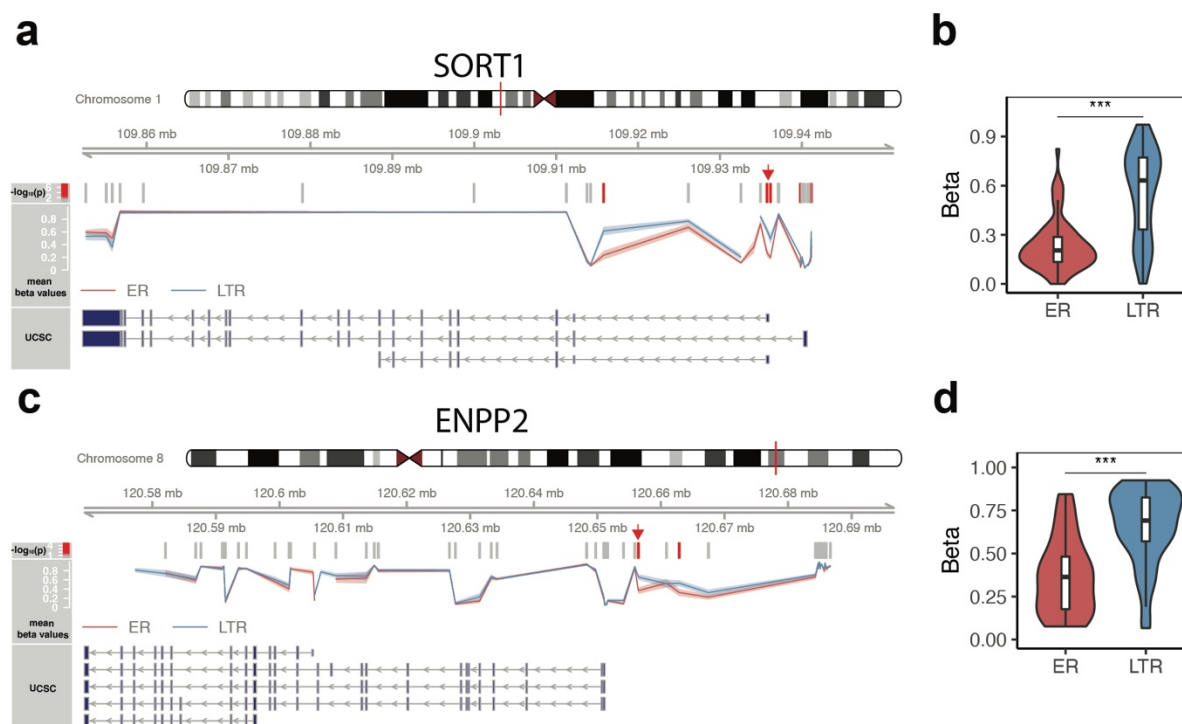 a
SORT1
Chromosome 1
109.86 mb 109.88 mb 109.9 mb 109.92 mb 109.94 mb
109.87 mb 109.89 mb 109.91 mb 109.93 mb
-log₁₀(p)
0.8
0.6
0.4
0.2
0
mean
beta values
ER LTR
UCSC
b
***
Beta
0.9
0.6
0.3
0.0
ER LTR
c
ENPP2
Chromosome 8
120.58 mb 120.6 mb 120.62 mb 120.64 mb 120.66 mb 120.68 mb
120.59 mb 120.61 mb 120.63 mb 120.65 mb 120.67 mb 120.69 mb
-log₁₀(p)
0.8
0.6
0.4
0.2
0
mean
beta values
ER LTR
UCSC
d
***
Beta
1.00
0.75
0.50
0.25
0.00
ER LTR